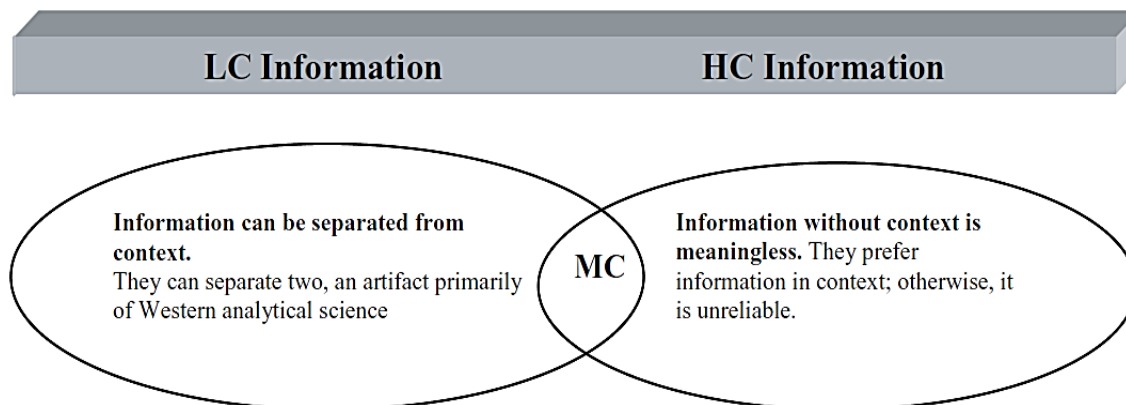 LC Information
HC Information
Information can be separated from
context.
They can separate two, an artifact primarily
of Western analytical science
MC
Information without context is
meaningless. They prefer
information in context; otherwise, it
is unreliable.